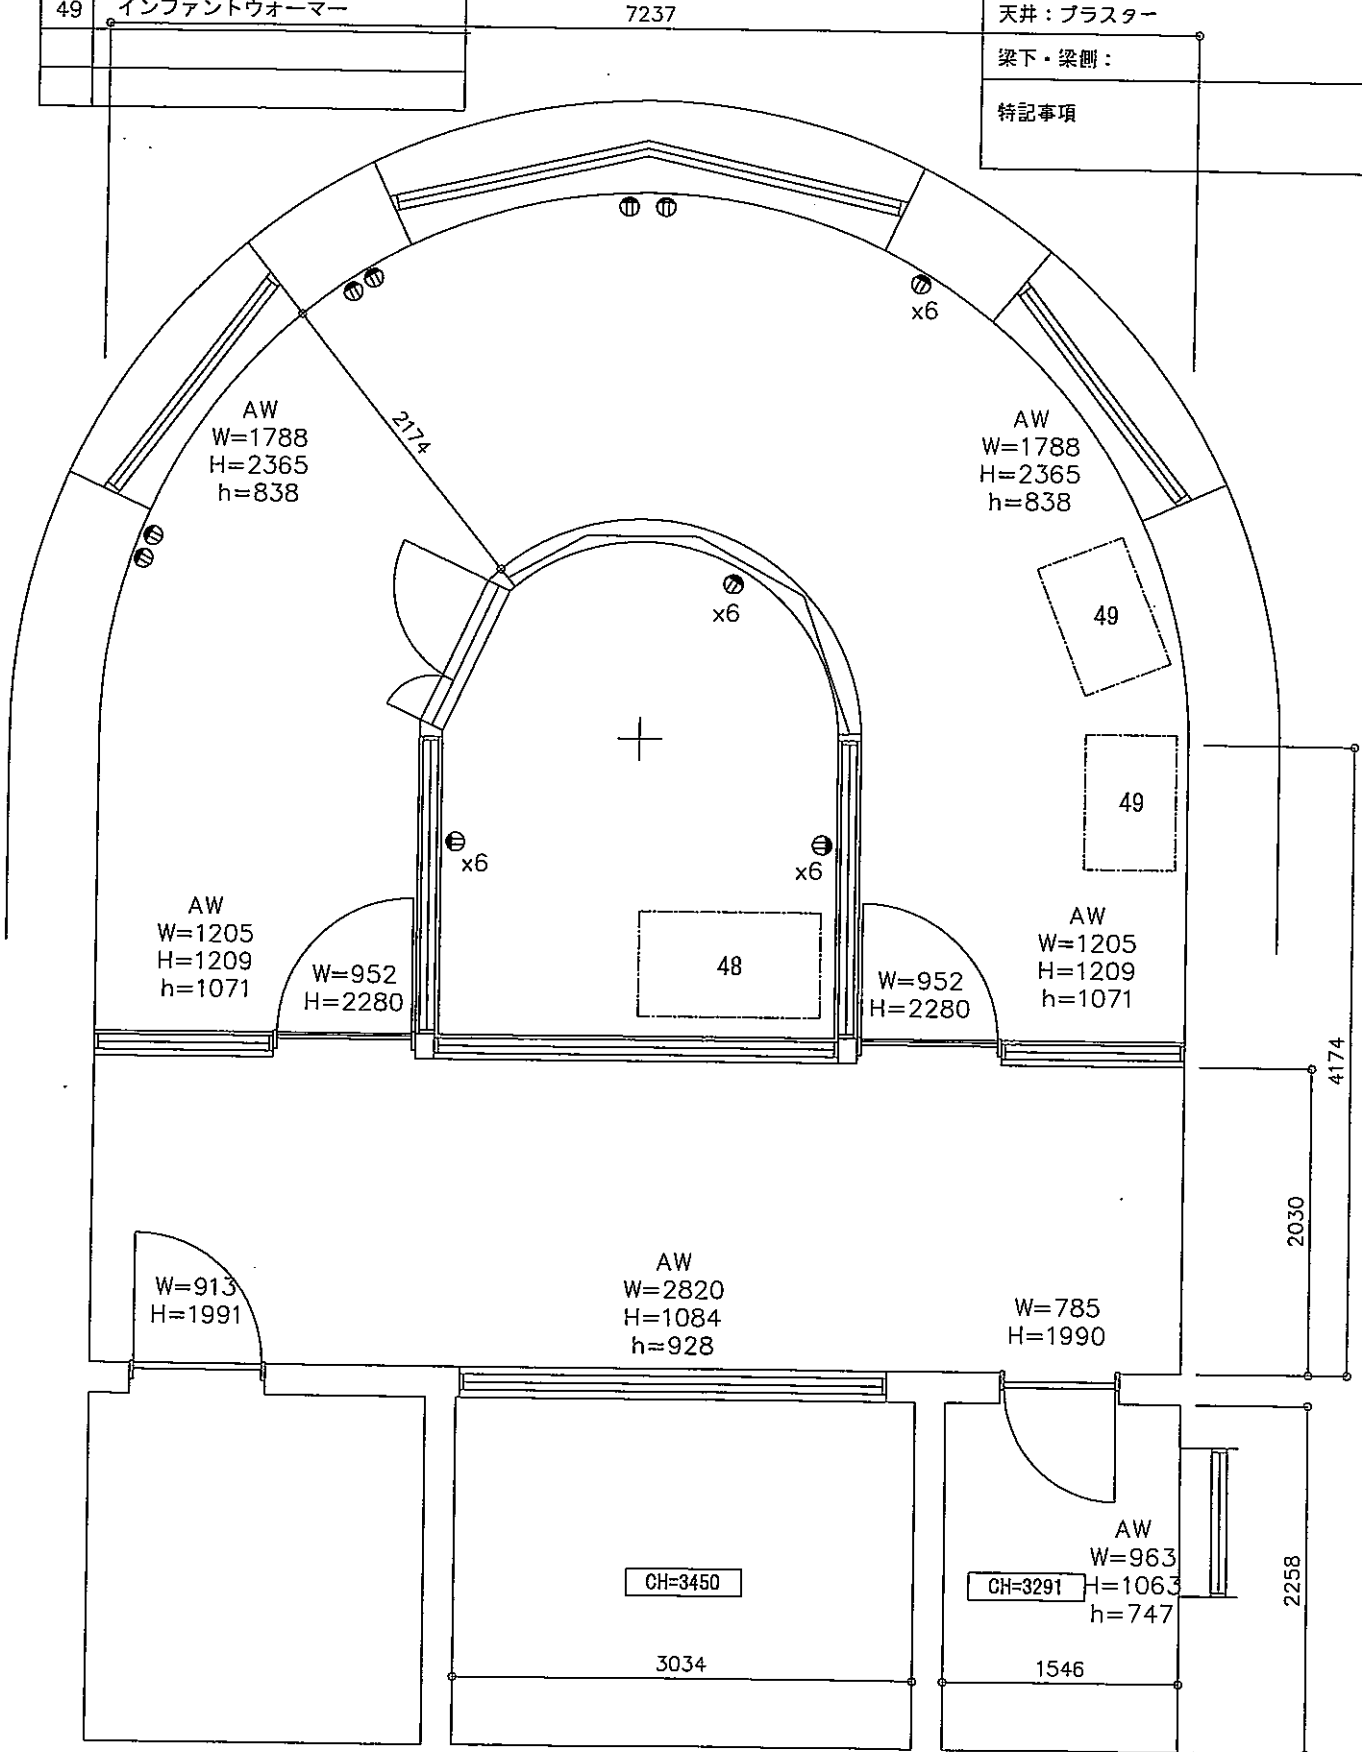 49 インファントウォーマー
7237
天井：プラスター
梁下・梁側：
特記事項
x6
AW
W=1788
H=2365
h=838
2174
AW
W=1788
H=2365
h=838
x6
49
49
x6
x6
AW
W=1205
H=1209
h=1071
W=952
H=2280
48
W=952
H=2280
AW
W=1205
H=1209
h=1071
4174
2030
W=913
H=1991
AW
W=2820
H=1084
h=928
W=785
H=1990
AW
W=963
H=1063
h=747
CH=3450
CH=3291
2258
3034
1546